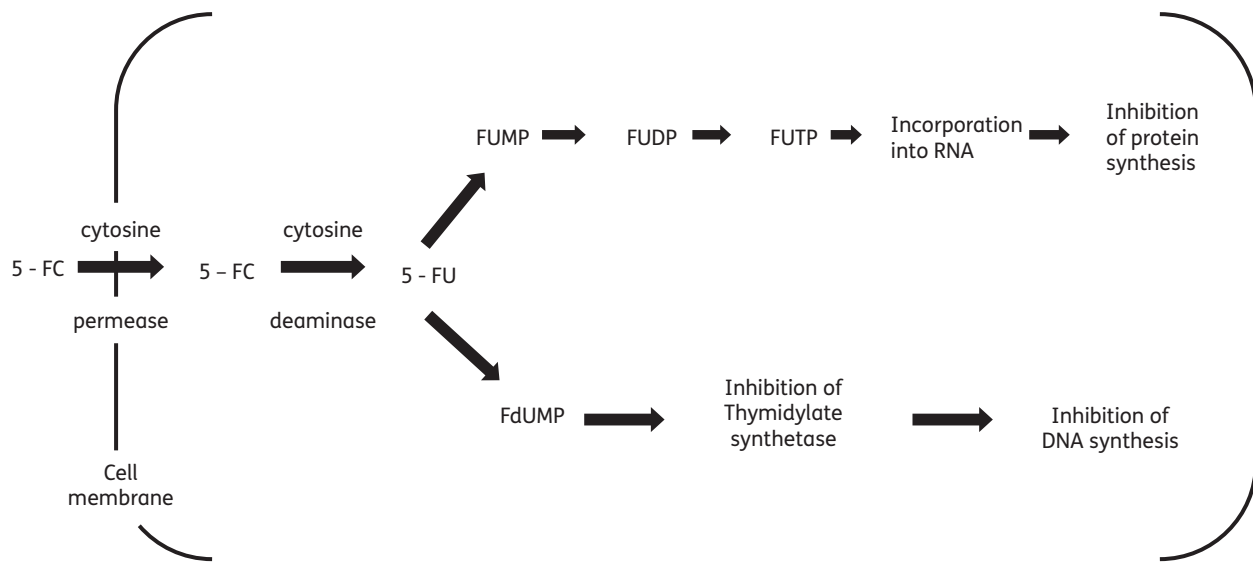 FUMP
FUDP
FUTP
Incorporation
into RNA
Inhibition
of protein
synthesis
cytosine
cytosine
5 - FC
5 – FC
5 - FU
permease
deaminase
FdUMP
Inhibition of
Thymidylate
synthetase
Inhibition of
DNA synthesis
Cell
membrane